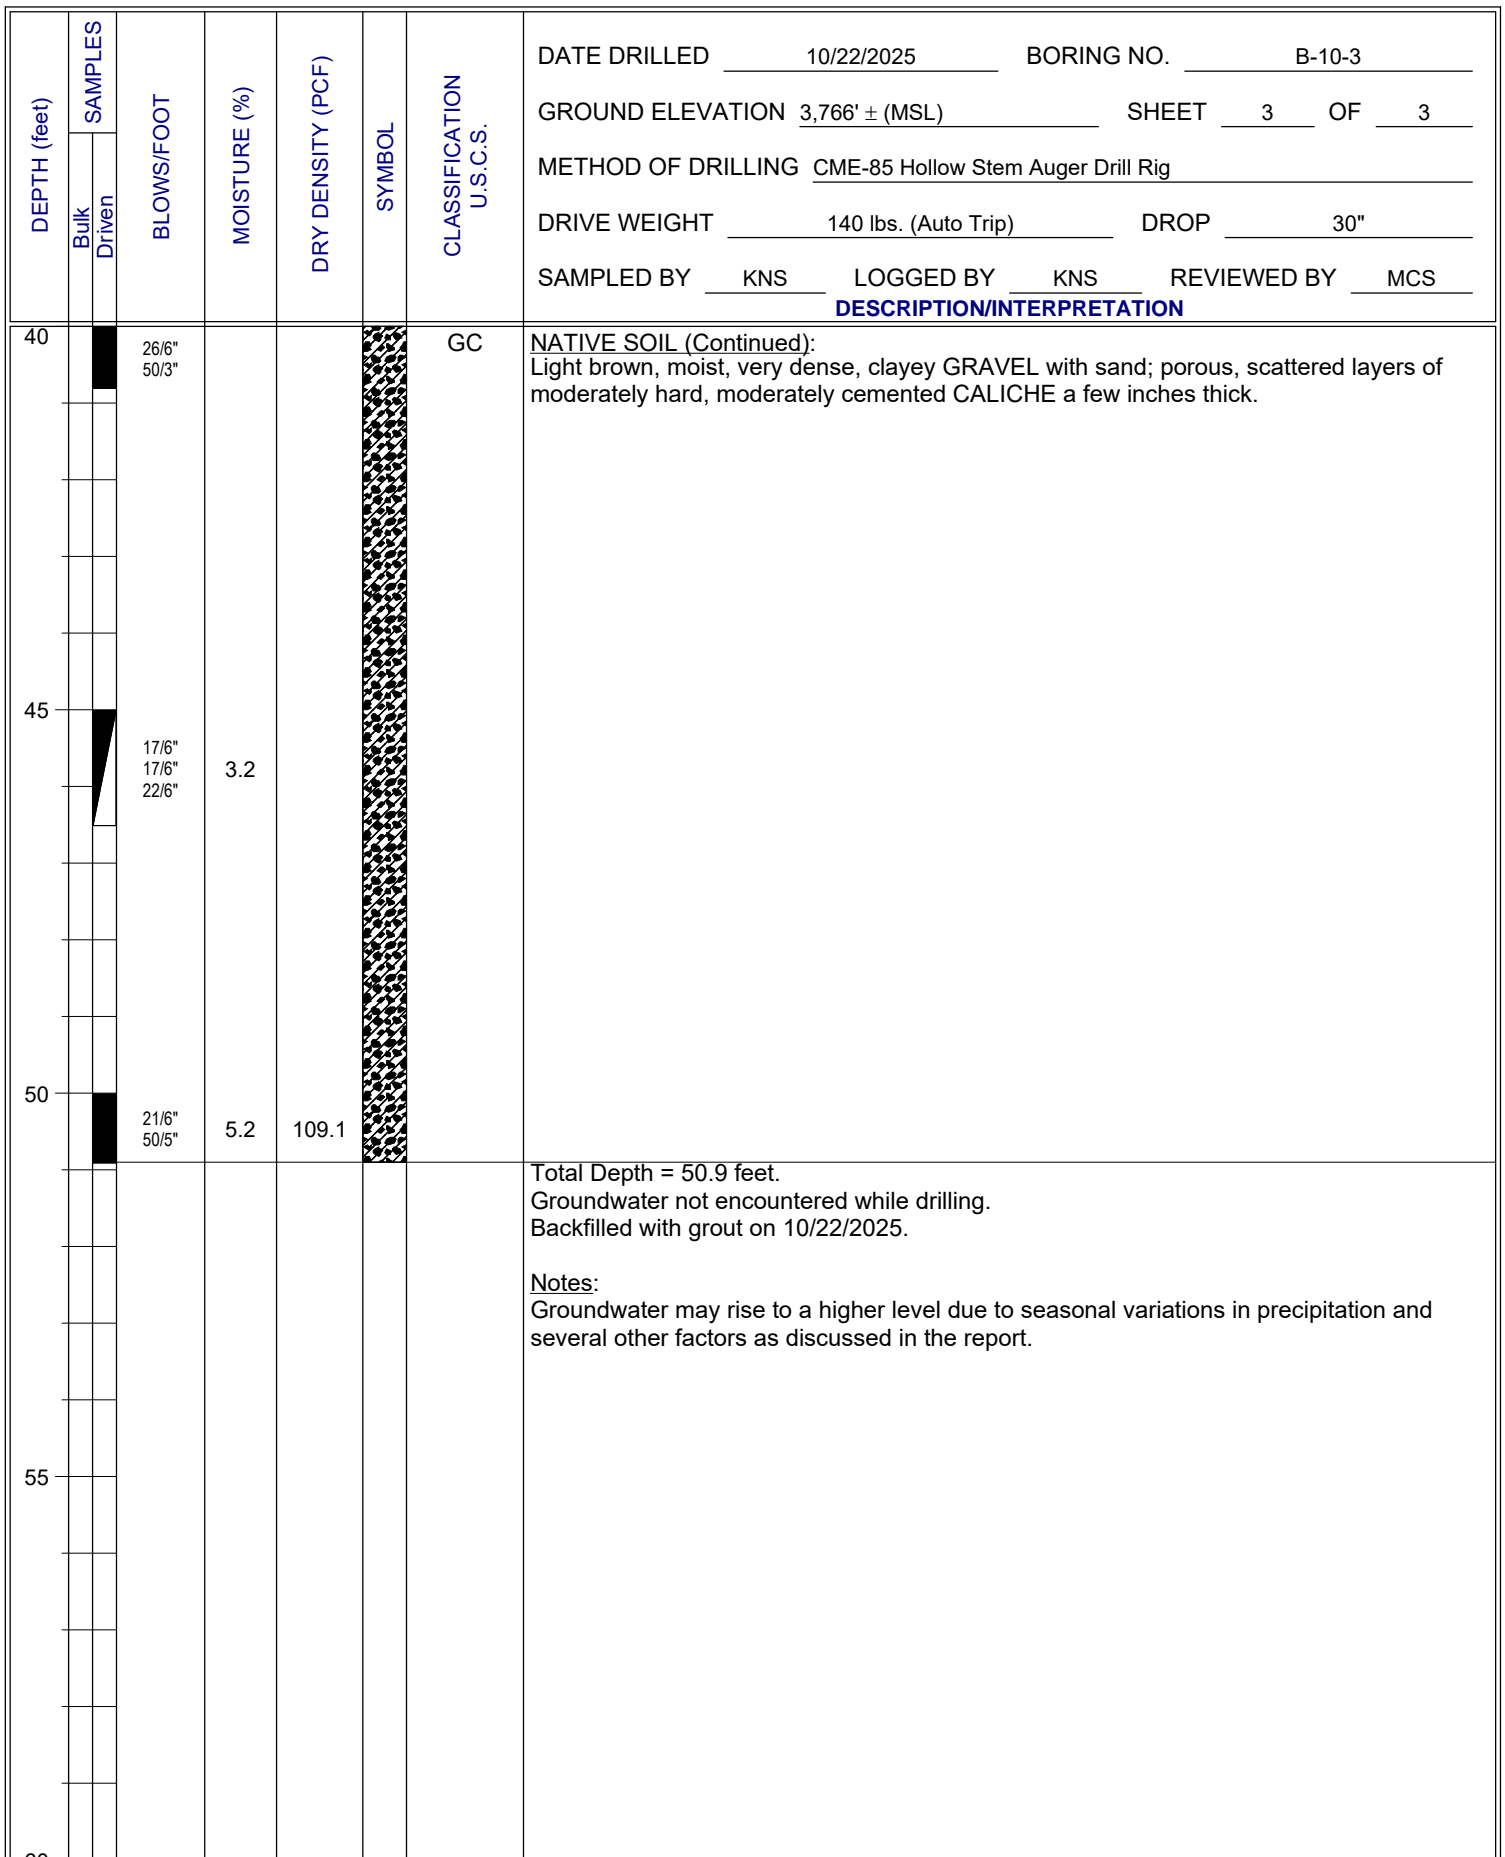 DEPTH (feet)
SAMPLES
Bulk
Driven
BLOWS/FOOT
MOISTURE (%)
DRY DENSITY (PCF)
SYMBOL
CLASSIFICATION
U.S.C.S.
DATE DRILLED 10/22/2025 BORING NO. B-10-3
GROUND ELEVATION 3,766' ± (MSL) SHEET 3 OF 3
METHOD OF DRILLING CME-85 Hollow Stem Auger Drill Rig
DRIVE WEIGHT 140 lbs. (Auto Trip) DROP 30"
SAMPLED BY KNS LOGGED BY KNS REVIEWED BY MCS
DESCRIPTION/INTERPRETATION
40
26/6"
50/3"
GC
NATIVE SOIL (Continued):
Light brown, moist, very dense, clayey GRAVEL with sand; porous, scattered layers of
moderately hard, moderately cemented CALICHE a few inches thick.
45
17/6"
17/6"
22/6"
3.2
50
21/6"
50/5"
5.2
109.1
Total Depth = 50.9 feet.
Groundwater not encountered while drilling.
Backfilled with grout on 10/22/2025.
Notes:
Groundwater may rise to a higher level due to seasonal variations in precipitation and
several other factors as discussed in the report.
55